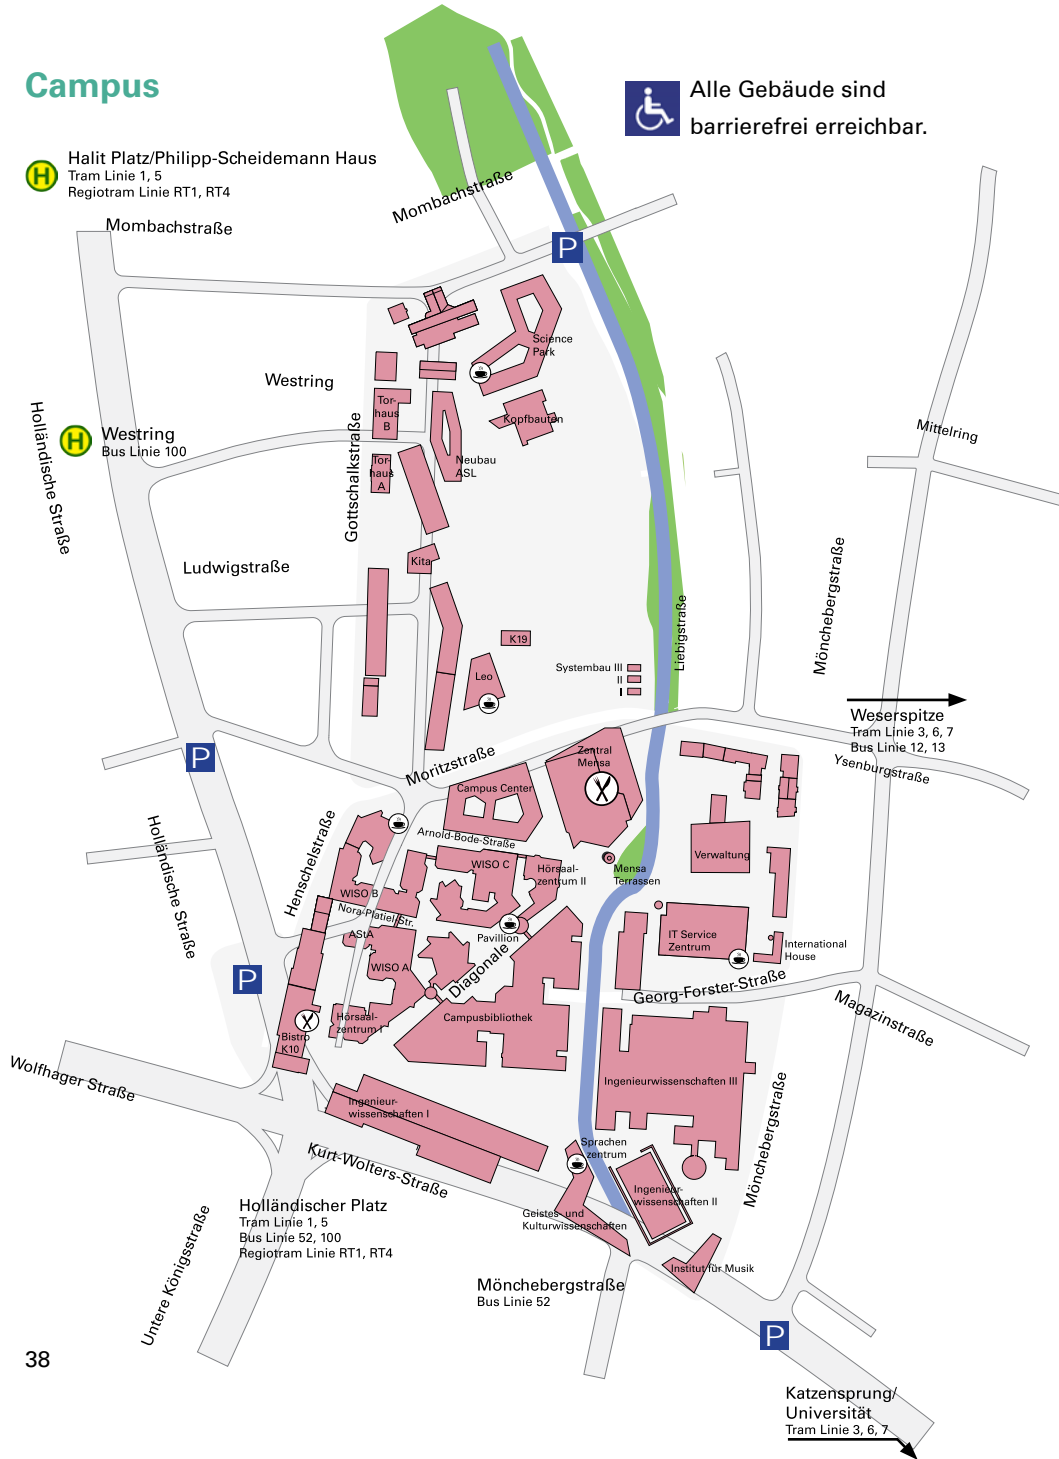 Campus
Alle Gebäude sind
barrierefrei erreichbar.
H
Halit Platz/Philipp-Scheidemann Haus
Tram Linie 1, 5
Regiotram Linie RT1, RT4
Mombachstraße
Mombachstraße
P
Science
Park
Westring
Tor-
haus
B
Kopfbauten
Holländische Straße
H
Westring
Bus Linie 100
Gottschalkstraße
Tor-
haus
A
Neubau
ASL
Mittelring
Kita
Ludwigstraße
Mönchebergstraße
Liebigstraße
K19
Leo
Systembau III
II
I
Weserspitze
Tram Linie 3, 6, 7
Bus Linie 12, 13
Ysenburgstraße
P
Moritzstraße
Zentral
Mensa
Campus Center
Holländische Straße
Henschelstraße
Arnold-Bode-Straße
WISO C
Hörsaal-
zentrum II
Mensa
Terrassen
Verwaltung
WISO B
Nora-Platiel-Str.
AStA
Pavillion
WISO A
Diagonale
IT Service
Zentrum
International
House
P
Georg-Forster-Straße
Magazinstraße
Hörsaal-
zentrum I
Campusbibliothek
Bistro
K10
Wolfhager Straße
Ingenieurwissenschaften III
Ingenieur-
wissenschaften I
Mönchebergstraße
Sprachen
zentrum
Kurt-Wolters-Straße
Ingenieur-
wissenschaften II
Geistes- und
Kulturwissenschaften
Holländischer Platz
Tram Linie 1, 5
Bus Linie 52, 100
Regiotram Linie RT1, RT4
Untere Königsstraße
Institut für Musik
Mönchebergstraße
Bus Linie 52
P
38
Katzensprung/
Universität
Tram Linie 3, 6, 7